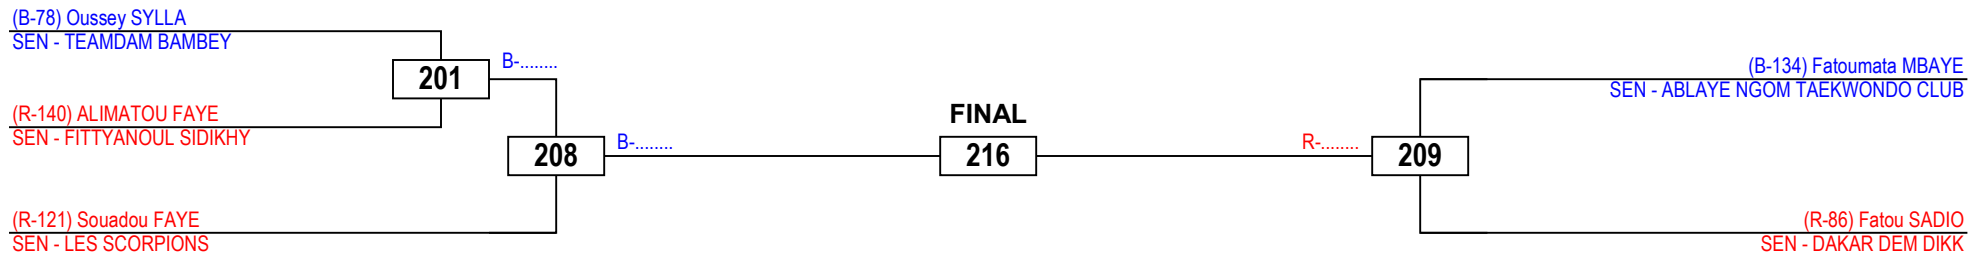 (B-78) Oussey SYLLA
SEN - TEAMDAM BAMBEY
201
B-........
(R-140) ALIMATOU FAYE
SEN - FITTYANOUL SIDIKHY
208
B-........
(R-121) Souadou FAYE
SEN - LES SCORPIONS
FINAL
216
(B-134) Fatoumata MBAYE
SEN - ABLAYE NGOM TAEKWONDO CLUB
R-........
209
(R-86) Fatou SADIO
SEN - DAKAR DEM DIKK